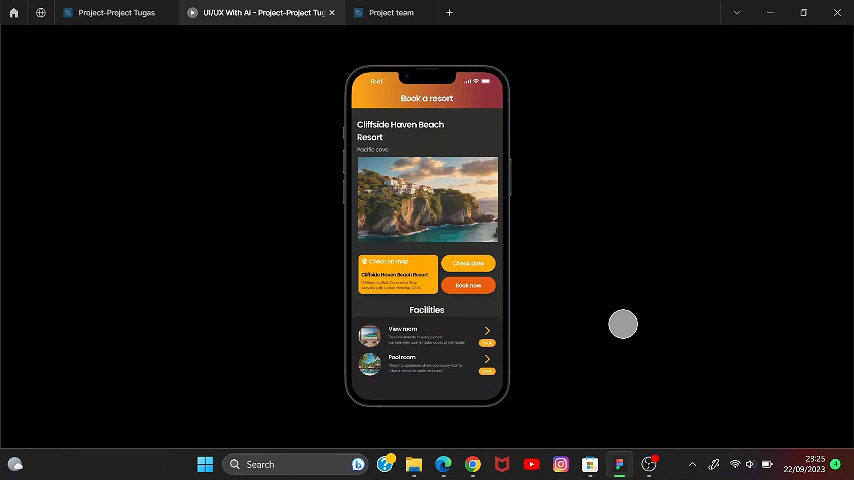 Project-Project Tugas
UI/UX With Ai - Project-Project Tug
Project team
9:41
Book a resort
Cliffside Haven Beach
Resort
Pacific cove
Check on map
Cliffside Haven Beach Resort
Check date
Book now
Facilities
View room
Pool room
Search
23:25
22/09/2023
4